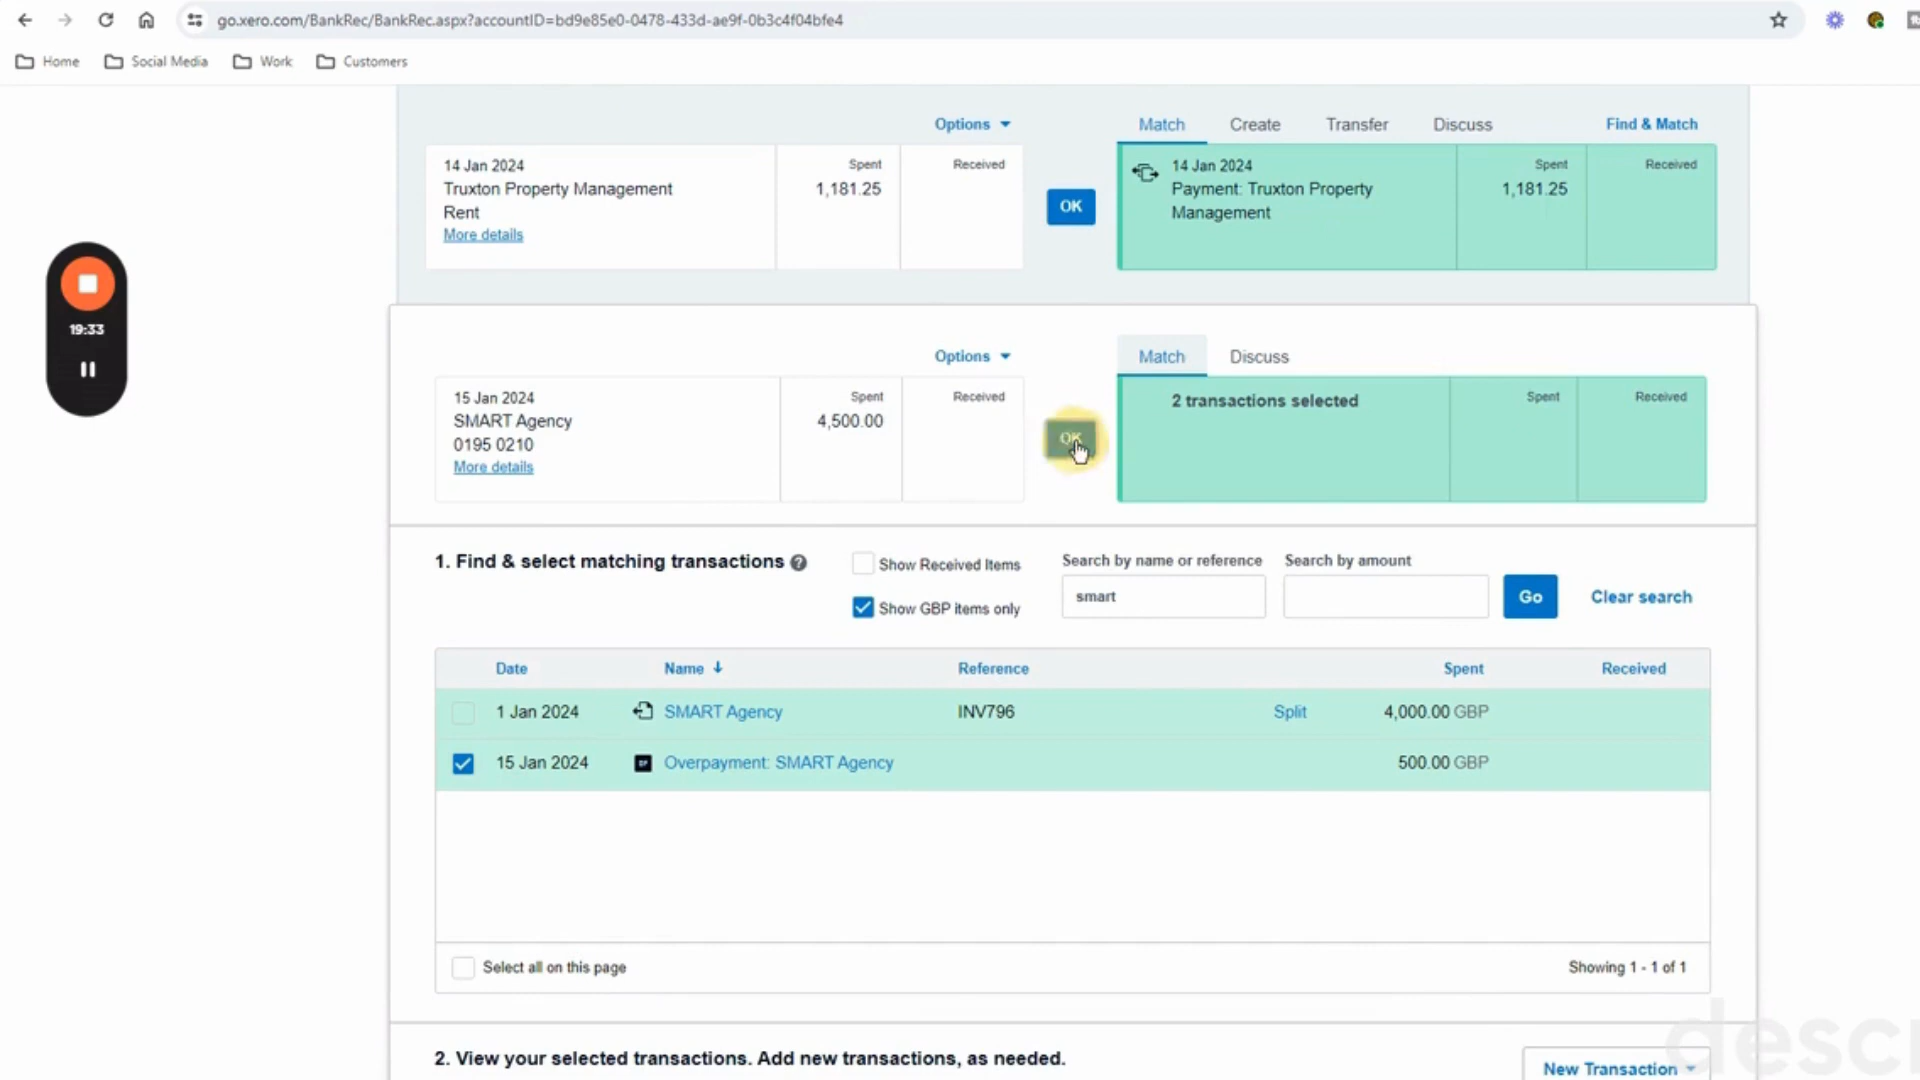 go.xero.com/BankRec/BankRec.aspx?accountID=bd9e85e0-0478-433d-ae9f-0b3c4f04bfe4
Home Social Media Work Customers
Options Match Create Transfer Discuss Find & Match
14 Jan 2024 Spent Received
Truxton Property Management 1,181.25
Rent
More details
OK
14 Jan 2024 Spent Received
Payment: Truxton Property 1,181.25
Management
19:33
Options Match Discuss
15 Jan 2024 Spent Received
SMART Agency 4,500.00
0195 0210
More details
OK
2 transactions selected Spent Received
1. Find & select matching transactions ?
Show Received Items
Show GBP items only
Search by name or reference
smart
Search by amount
Go
Clear search
Date Name Reference Spent Received
1 Jan 2024 SMART Agency INV796 Split 4,000.00 GBP
15 Jan 2024 Overpayment: SMART Agency 500.00 GBP
Select all on this page Showing 1 - 1 of 1
2. View your selected transactions. Add new transactions, as needed.
New Transaction